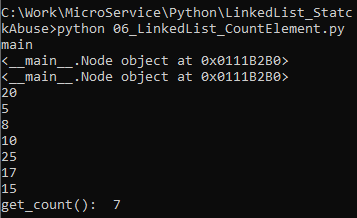 C:\Work\MicroService\Python\LinkedList_Statc
kAbuse>python 06_LinkedList_CountElement.py
main
<__main__.Node object at 0x0111B2B0>
<__main__.Node object at 0x0111B2B0>
20
5
8
10
25
17
15
get_count():  7